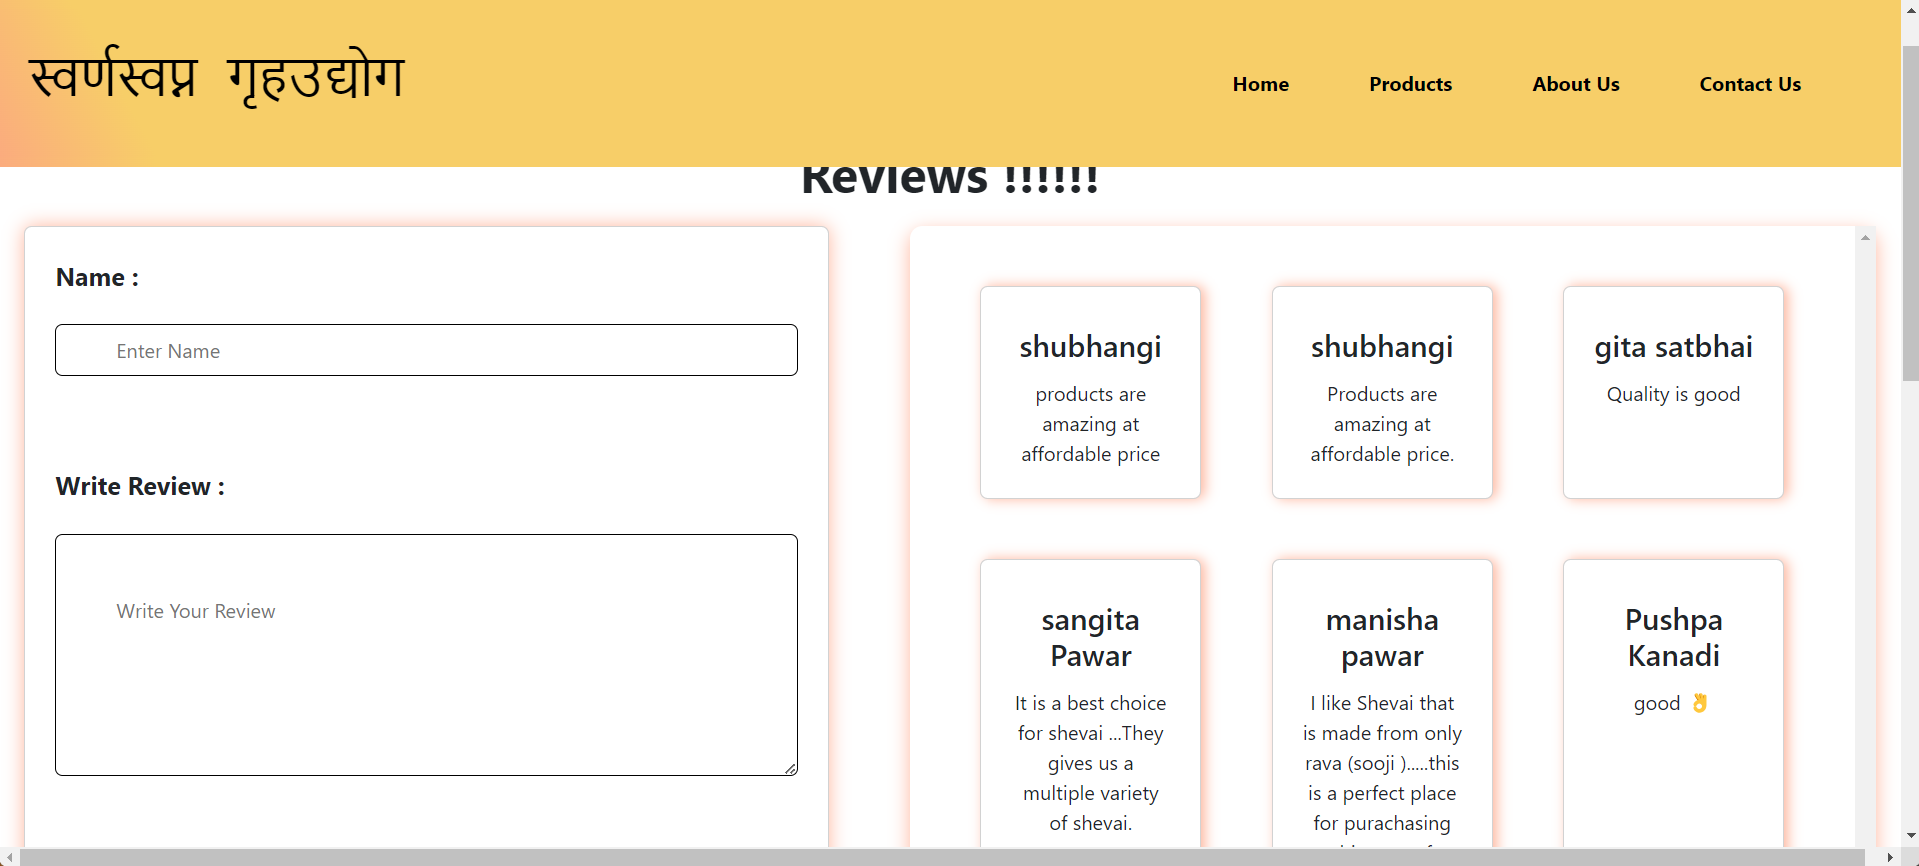 स्वर्णस्वप्न गृहउद्योग
Home
Products
About Us
Contact Us
Reviews !!!!!!
Name :
Enter Name
Write Review :
Write Your Review
shubhangi
products are
amazing at
affordable price
shubhangi
Products are
amazing at
affordable price.
gita satbhai
Quality is good
sangita
Pawar
It is a best choice
for shevai ...They
gives us a
multiple variety
of shevai.
manisha
pawar
I like Shevai that
is made from only
rava (sooji ).....this
is a perfect place
for purachasing
Pushpa
Kanadi
good 👌